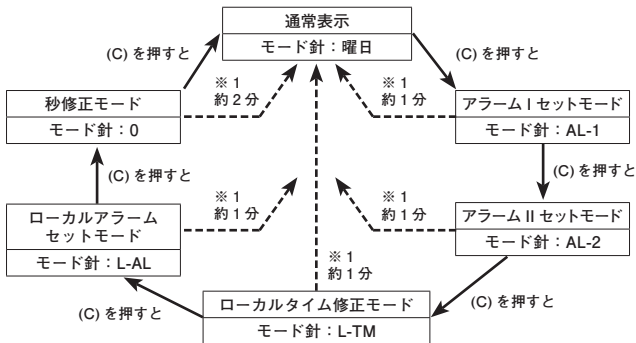 通常表示
モード針：曜日
(C) を押すと
(C) を押すと
※ 1
約 2 分
※ 1
約 1 分
秒修正モード
モード針：0
アラーム I セットモード
モード針：AL-1
(C) を押すと
(C) を押すと
※ 1
約 1 分
※ 1
約 1 分
ローカルアラーム
セットモード
モード針：L-AL
アラーム II セットモード
モード針：AL-2
※ 1
約 1 分
(C) を押すと
(C) を押すと
ローカルタイム修正モード
モード針：L-TM